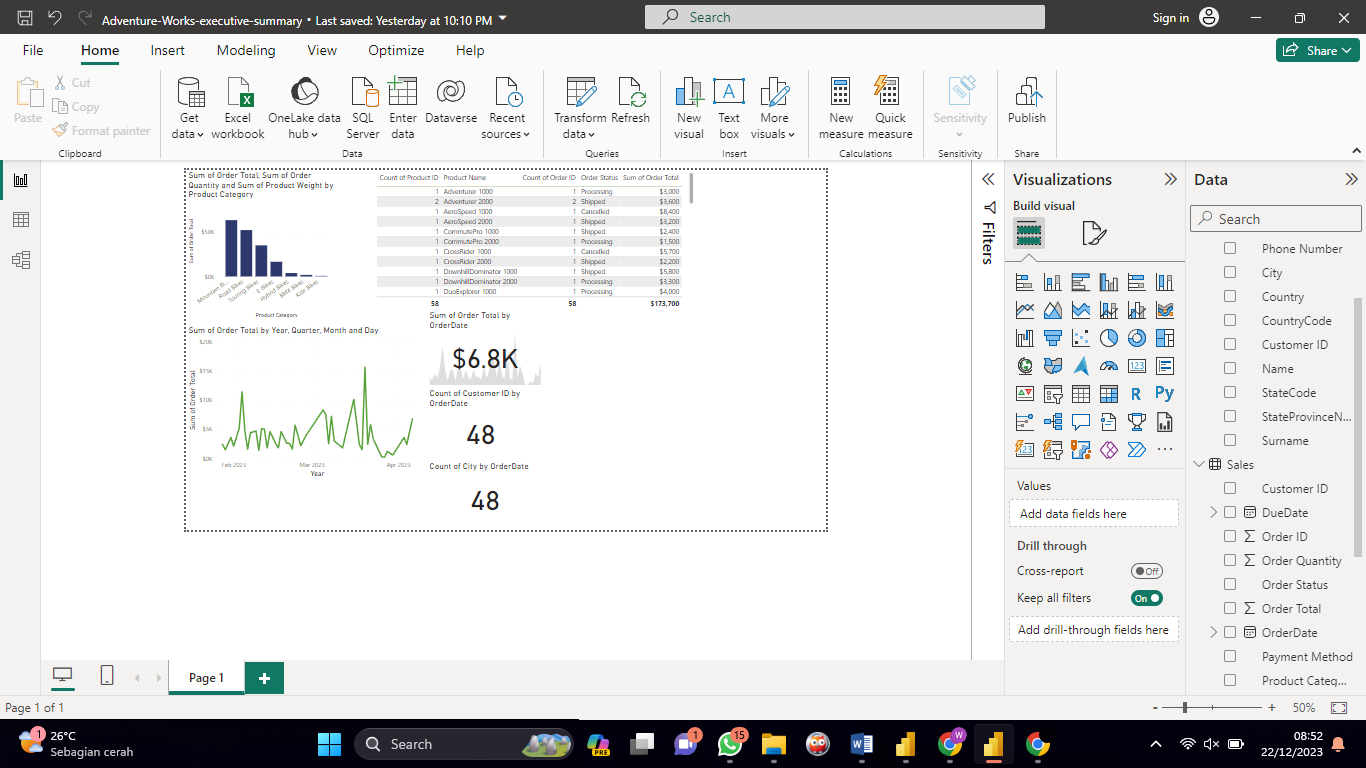 Adventure-Works-executive-summary • Last saved: Yesterday at 10:10 PM
Search
Sign in
File Home Insert Modeling View Optimize Help
Share
Paste
Cut
Copy
Format painter
Clipboard
Get data
Excel workbook
OneLake data hub
SQL Server
Enter data
Dataverse
Recent sources
Data
Transform data
Refresh
Queries
New visual
Text box
More visuals
Insert
New measure
Quick measure
Calculations
Sensitivity
Sensitivity
Publish
Share
Sum of Order Total, Sum of Order
Quantity and Sum of Product Weight by
Product Category
Sum of Order Total
$50K
$0K
Mountain Bi...
Road Bikes
Touring Bikes
E-Bikes
Hybrid Bikes
BMX Bikes
Kids Bikes
Product Category
Count of Product ID Product Name Count of Order ID Order Status Sum of Order Total
1 Adventurer 1000 1 Processing $3,000
2 Adventurer 2000 2 Shipped $3,600
1 AeroSpeed 1000 1 Cancelled $8,400
1 AeroSpeed 2000 1 Shipped $3,200
1 CommutePro 1000 1 Shipped $2,400
1 CommutePro 2000 1 Processing $1,500
1 CrossRider 1000 1 Cancelled $5,700
1 CrossRider 2000 1 Shipped $2,200
1 DownhillDominator 1000 1 Shipped $5,800
1 DownhillDominator 2000 1 Processing $3,300
1 DuoExplorer 1000 1 Processing $4,000
58 58 $173,700
Sum of Order Total by Year, Quarter, Month and Day
Sum of Order Total
$20K
$15K
$10K
$5K
$0K
Feb 2023 Mar 2023 Apr 2023
Year
Sum of Order Total by
OrderDate
$6.8K
Count of Customer ID by
OrderDate
48
Count of City by OrderDate
48
Filters
Visualizations
Build visual
123
R
Py
123
Values
Add data fields here
Drill through
Cross-report
Off
Keep all filters
On
Add drill-through fields here
Data
Search
Phone Number
City
Country
CountryCode
Customer ID
Name
StateCode
StateProvinceN...
Surname
Sales
Customer ID
DueDate
Order ID
Order Quantity
Order Status
Order Total
OrderDate
Payment Method
Product Categ...
Page 1
Page 1 of 1
- + 50%
1
26°C
Sebagian cerah
Search
PRE
1
15
W
08:52
22/12/2023